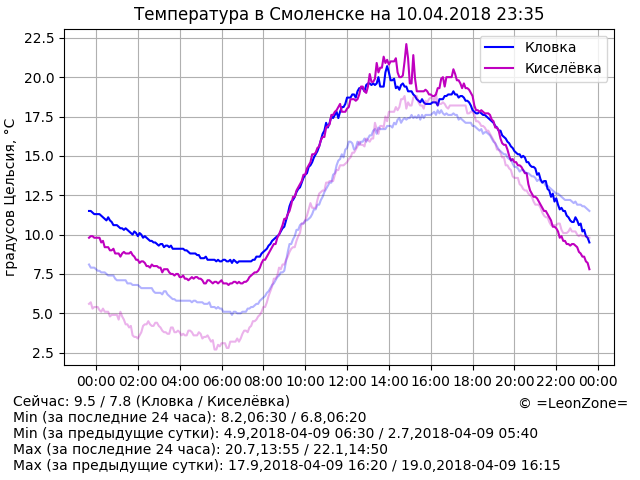 Температура в Смоленске на 10.04.2018 23:35
Кловка
Киселёвка
градусов Цельсия, °C
22.5
20.0
17.5
15.0
12.5
10.0
7.5
5.0
2.5
00:00 02:00 04:00 06:00 08:00 10:00 12:00 14:00 16:00 18:00 20:00 22:00 00:00
Сейчас: 9.5 / 7.8 (Кловка / Киселёвка)
© =LeonZone=
Min (за последние 24 часа): 8.2,06:30 / 6.8,06:20
Min (за предыдущие сутки): 4.9,2018-04-09 06:30 / 2.7,2018-04-09 05:40
Max (за последние 24 часа): 20.7,13:55 / 22.1,14:50
Max (за предыдущие сутки): 17.9,2018-04-09 16:20 / 19.0,2018-04-09 16:15